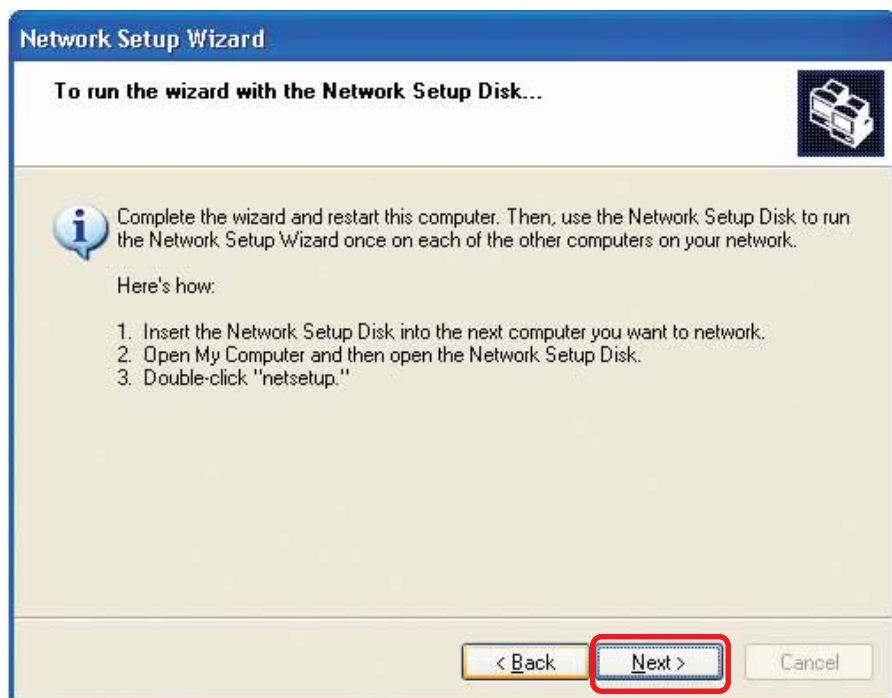 Network Setup Wizard
To run the wizard with the Network Setup Disk...
Complete the wizard and restart this computer. Then, use the Network Setup Disk to run
the Network Setup Wizard once on each of the other computers on your network.
Here's how:
1. Insert the Network Setup Disk into the next computer you want to network.
2. Open My Computer and then open the Network Setup Disk.
3. Double-click "netsetup."
< Back
Next >
Cancel